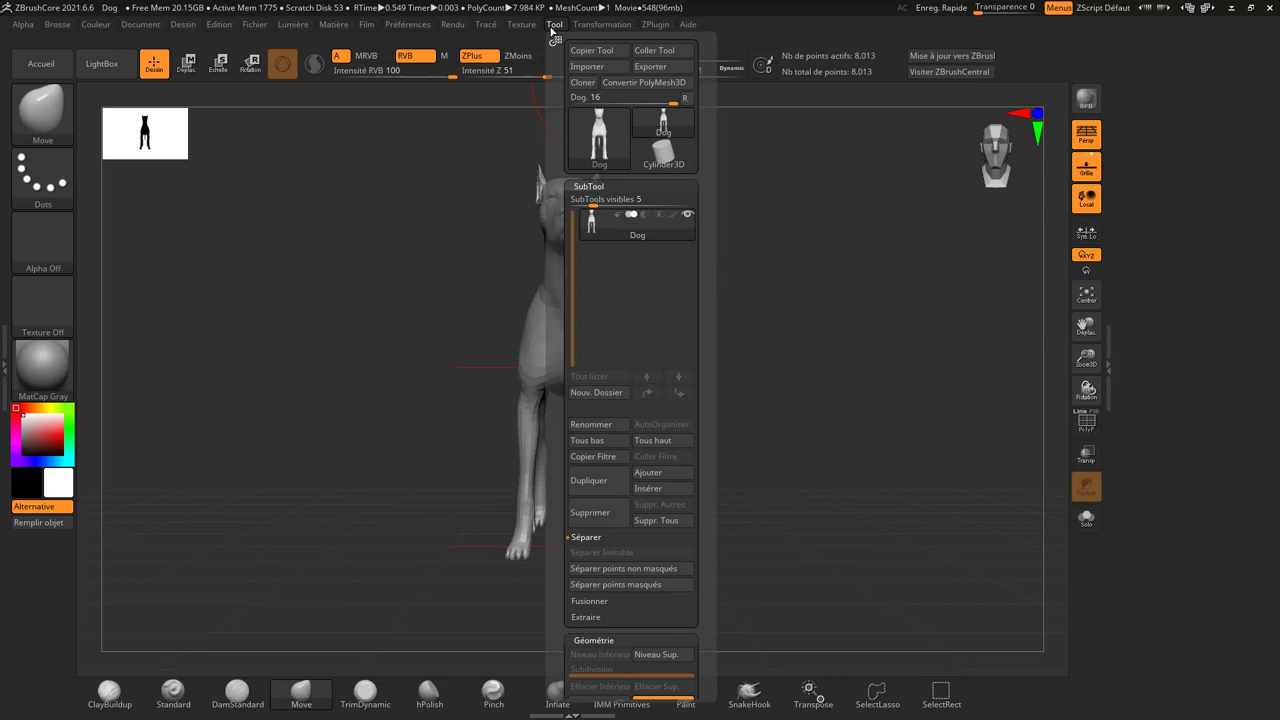 ZBrushCore 2021.6.6 Dog • Free Mem 20.15GB • Active Mem 1775 • Scratch Disk 53 • RTime▶0.549 Timer▶0.003 • PolyCount▶7.984 KP • MeshCount▶1 Movie●548(96mb)
AC Enreg. Rapide Transparence 0 Menus ZScript Défaut
Alpha Brosse Couleur Document Dessin Edition Fichier Lumière Matière Film Préférences Rendu Tracé Texture Tool Transformation ZPlugin Aide
Accueil LightBox Dessin Deplac. Echelle Rotation
A MRVB RVB M ZPlus ZMoins
Intensité RVB 100 Intensité Z 51
Dynamic
Nb de points actifs: 8,013 Mise à jour vers ZBrus
Nb total de points: 8,013 Visiter ZBrushCentral
Copier Tool Coller Tool
Importer Exporter
Cloner Convertir PolyMesh3D
Dog. 16 R
Dog
Dog Cylinder3D
SubTool
SubTools visibles 5
Dog
Tout lister
Nouv. Dossier
Renommer AutoOrganiser
Tous bas Tous haut
Copier Filtre Coller Filtre
Dupliquer Ajouter
Insérer
Supprimer Suppr. Autres
Suppr. Tous
Séparer
Séparer Invisible
Séparer points non masqués
Séparer points masqués
Fusionner
Extraire
Géométrie
Niveau Inférieu Niveau Sup.
Subdivision
Effacer Inférieur Effacer Sup.
Move
Dots
Alpha Off
Texture Off
MatCap Gray
Alternative
Remplir objet
BPR
Persp
Grille
Local
Sym.Lo
XYZ
Y
Centrer
Déplac.
Zoom3D
Rotation
Line Fill
PolyF
Transp
Solo
ClayBuildup Standard DamStandard Move TrimDynamic hPolish Pinch Inflate IMM Primitives Paint SnakeHook Transpose SelectLasso SelectRect